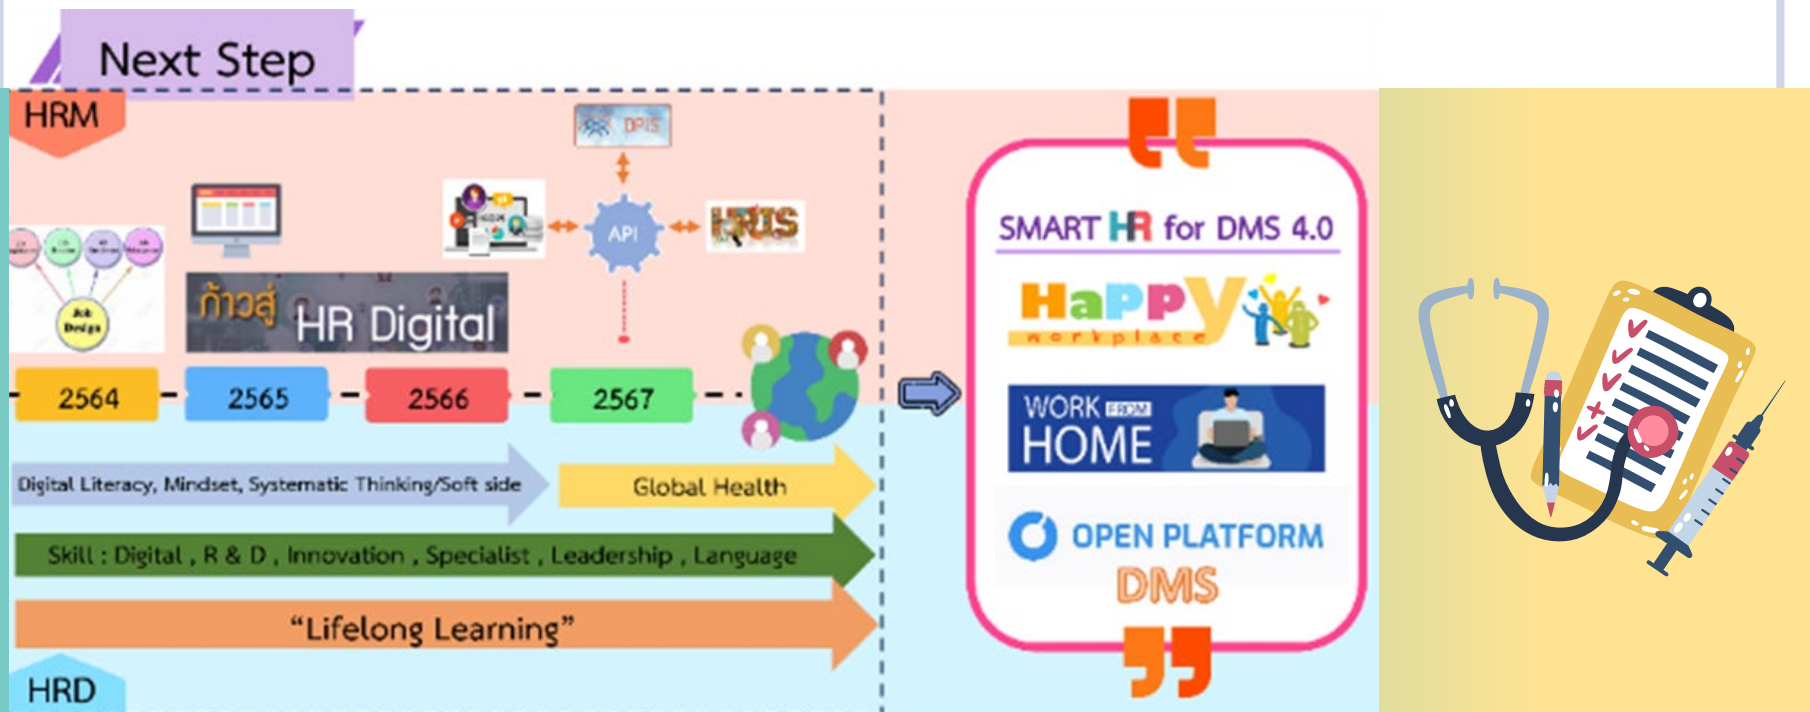 Next Step
HRM
DPIS
API
HRIS
Job
Design
ก้าวสู่
HR Digital
2564
2565
2566
2567
Digital Literacy, Mindset, Systematic Thinking/Soft side
Global Health
Skill : Digital , R & D , Innovation , Specialist , Leadership , Language
“Lifelong Learning”
HRD
SMART HR for DMS 4.0
Happy
workplace
WORK FROM
HOME
OPEN PLATFORM
DMS